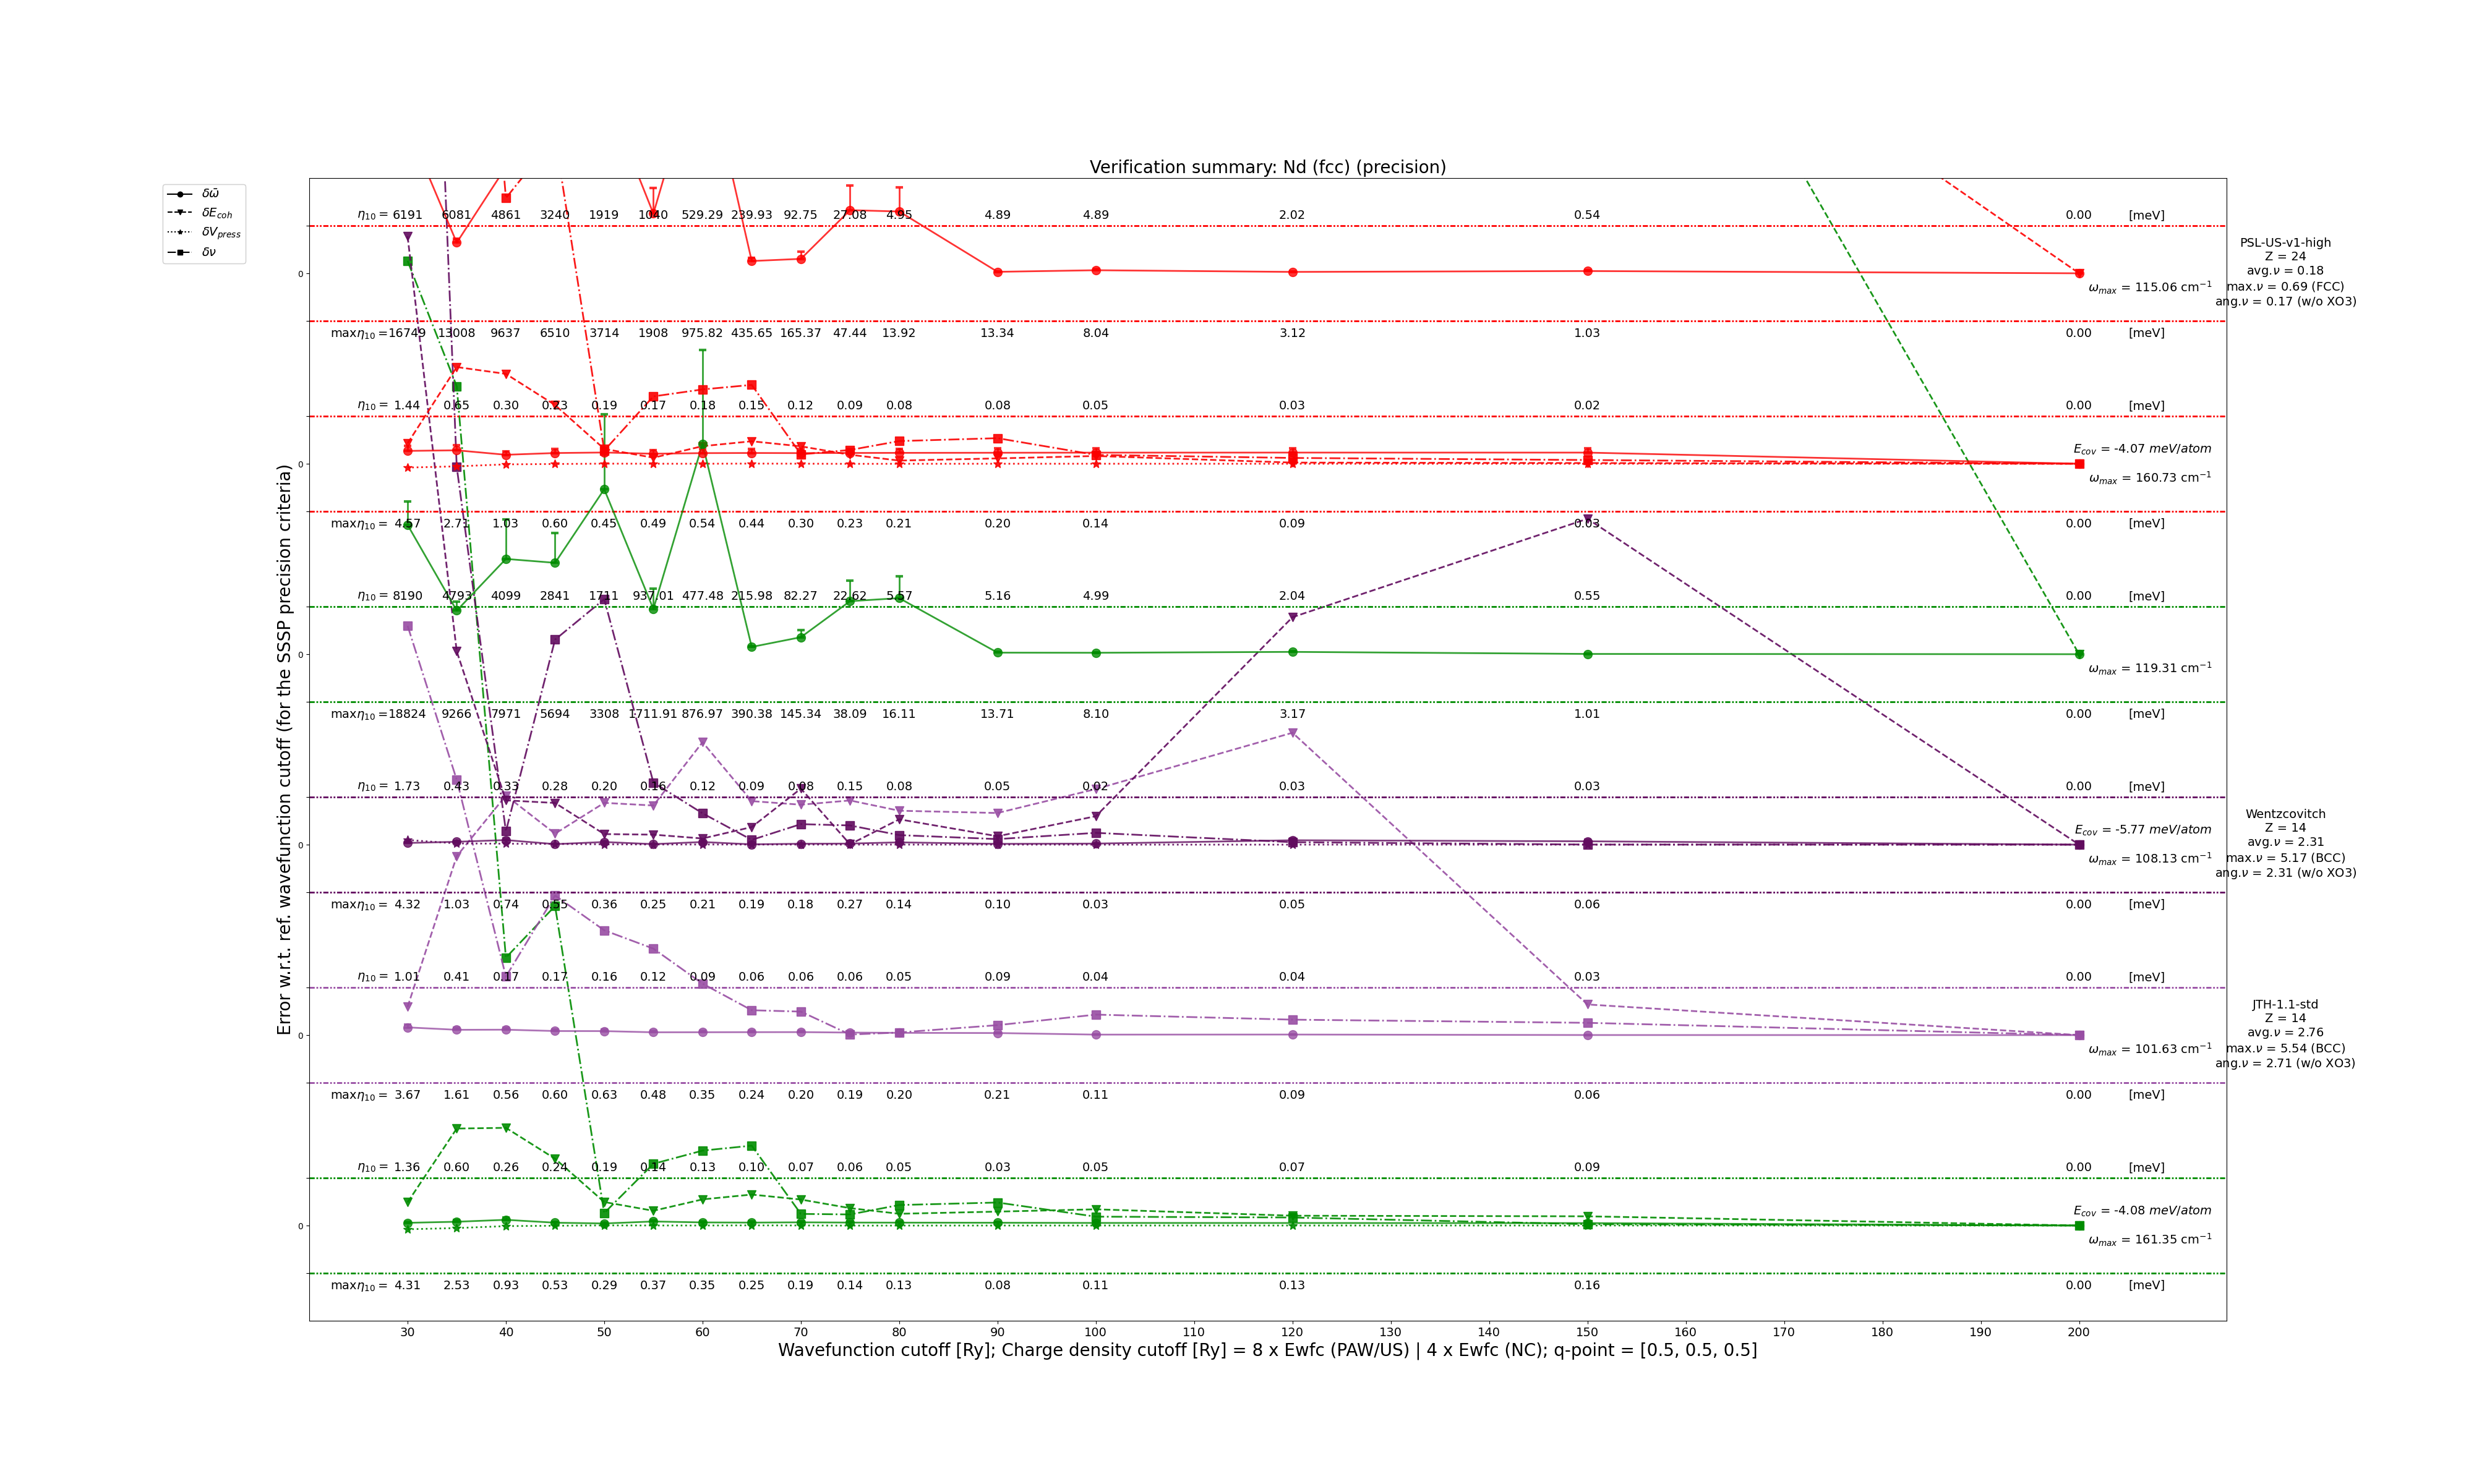 Verification summary: Nd (fcc) (precision)
δω̄
δE_coh
δV_press
δν
η₁₀ = 6191 6081 4861 3240 1919 1040 529.29 239.93 92.75 27.08 4.95 4.89 4.89 2.02 0.54 0.00 [meV]
0
PSL-US-v1-high
Z = 24
avg.ν = 0.18
max.ν = 0.69 (FCC)
ang.ν = 0.17 (w/o XO3)
ω_max = 115.06 cm⁻¹
maxη₁₀ = 16749 13008 9637 6510 3714 1908 975.82 435.65 165.37 47.44 13.92 13.34 8.04 3.12 1.03 0.00 [meV]
η₁₀ = 1.44 0.65 0.30 0.23 0.19 0.17 0.18 0.15 0.12 0.09 0.08 0.08 0.05 0.03 0.02 0.00 [meV]
E_cov = -4.07 meV/atom
0
ω_max = 160.73 cm⁻¹
maxη₁₀ = 4.57 2.71 1.03 0.60 0.45 0.49 0.54 0.44 0.30 0.23 0.21 0.20 0.14 0.09 0.03 0.00 [meV]
η₁₀ = 8190 4793 4099 2841 1711 937.01 477.48 215.98 82.27 22.62 5.57 5.16 4.99 2.04 0.55 0.00 [meV]
0
ω_max = 119.31 cm⁻¹
maxη₁₀ = 18824 9266 7971 5694 3308 1711.91 876.97 390.38 145.34 38.09 16.11 13.71 8.10 3.17 1.01 0.00 [meV]
η₁₀ = 1.73 0.43 0.33 0.28 0.20 0.16 0.12 0.09 0.08 0.15 0.08 0.05 0.02 0.03 0.03 0.00 [meV]
E_cov = -5.77 meV/atom
0
ω_max = 108.13 cm⁻¹
Wentzcovitch
Z = 14
avg.ν = 2.31
max.ν = 5.17 (BCC)
ang.ν = 2.31 (w/o XO3)
maxη₁₀ = 4.32 1.03 0.74 0.55 0.36 0.25 0.21 0.19 0.18 0.27 0.14 0.10 0.03 0.05 0.06 0.00 [meV]
η₁₀ = 1.01 0.41 0.17 0.17 0.16 0.12 0.09 0.06 0.06 0.06 0.05 0.09 0.04 0.04 0.03 0.00 [meV]
0
ω_max = 101.63 cm⁻¹
JTH-1.1-std
Z = 14
avg.ν = 2.76
max.ν = 5.54 (BCC)
ang.ν = 2.71 (w/o XO3)
maxη₁₀ = 3.67 1.61 0.56 0.60 0.63 0.48 0.35 0.24 0.20 0.19 0.20 0.21 0.11 0.09 0.06 0.00 [meV]
η₁₀ = 1.36 0.60 0.26 0.24 0.19 0.14 0.13 0.10 0.07 0.06 0.05 0.03 0.05 0.07 0.09 0.00 [meV]
E_cov = -4.08 meV/atom
0
ω_max = 161.35 cm⁻¹
maxη₁₀ = 4.31 2.53 0.93 0.53 0.29 0.37 0.35 0.25 0.19 0.14 0.13 0.08 0.11 0.13 0.16 0.00 [meV]
30 40 50 60 70 80 90 100 110 120 130 140 150 160 170 180 190 200
Wavefunction cutoff [Ry]; Charge density cutoff [Ry] = 8 x Ewfc (PAW/US) | 4 x Ewfc (NC); q-point = [0.5, 0.5, 0.5]
Error w.r.t. ref. wavefunction cutoff (for the SSSP precision criteria)